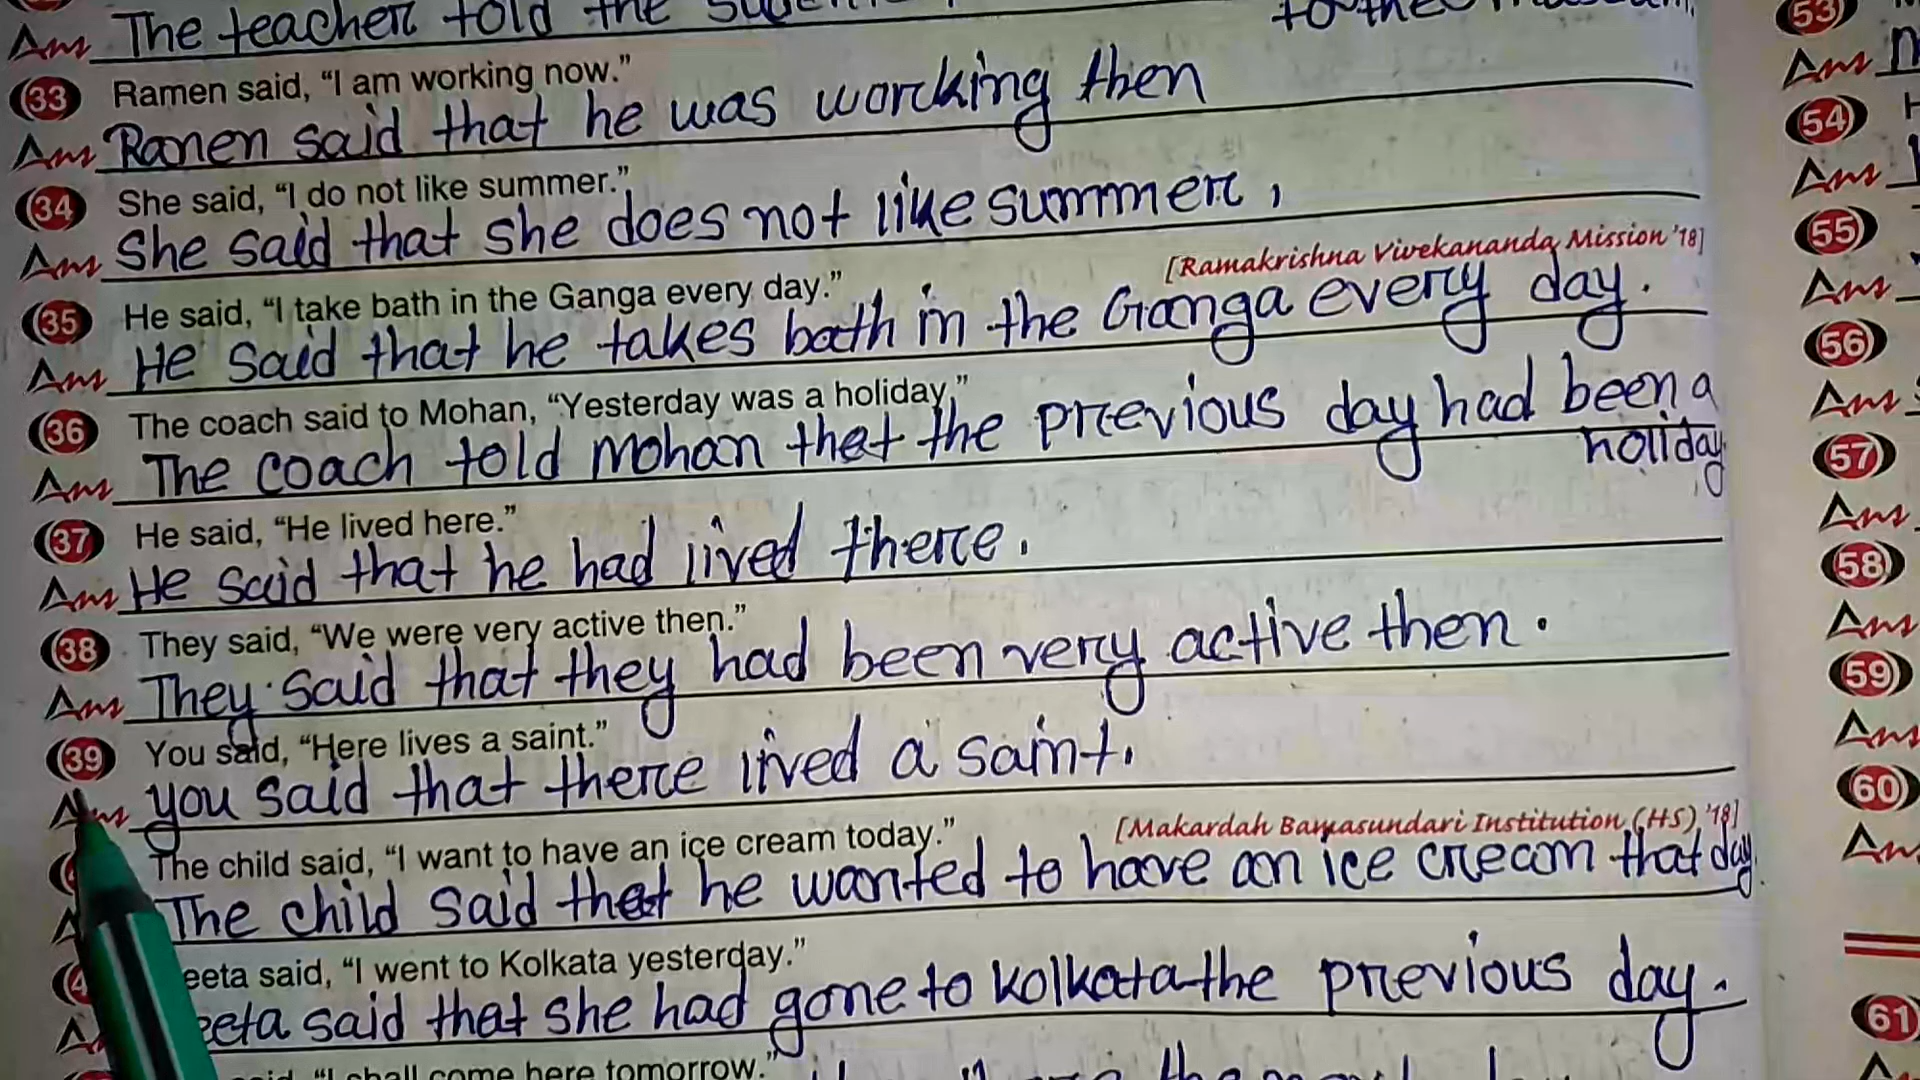 Ans The teacher told the to the
33 Ramen said, "I am working now."
Ans Ramen said that he was working then
34 She said, "I do not like summer."
Ans She said that she does not like summer.
[Ramakrishna Vivekananda Mission '18]
35 He said, "I take bath in the Ganga every day."
Ans He said that he takes bath in the Ganga every day.
36 The coach said to Mohan, "Yesterday was a holiday."
Ans The coach told Mohan that the previous day had been a
holiday
37 He said, "He lived here."
Ans He said that he had lived there.
38 They said, "We were very active then."
Ans They said that they had been very active then.
39 You said, "Here lives a saint."
Ans you said that there lived a saint.
[Makardah Bamasundari Institution (HS) '18]
The child said, "I want to have an ice cream today."
The child said that he wanted to have an ice cream that day.
eeta said, "I went to Kolkata yesterday."
eeta said that she had gone to Kolkata the previous day.
"I shall come here tomorrow."
53
Ans
54
Ans
55
Ans
56
Ans
57
Ans
58
Ans
59
Ans
60
Ans
61